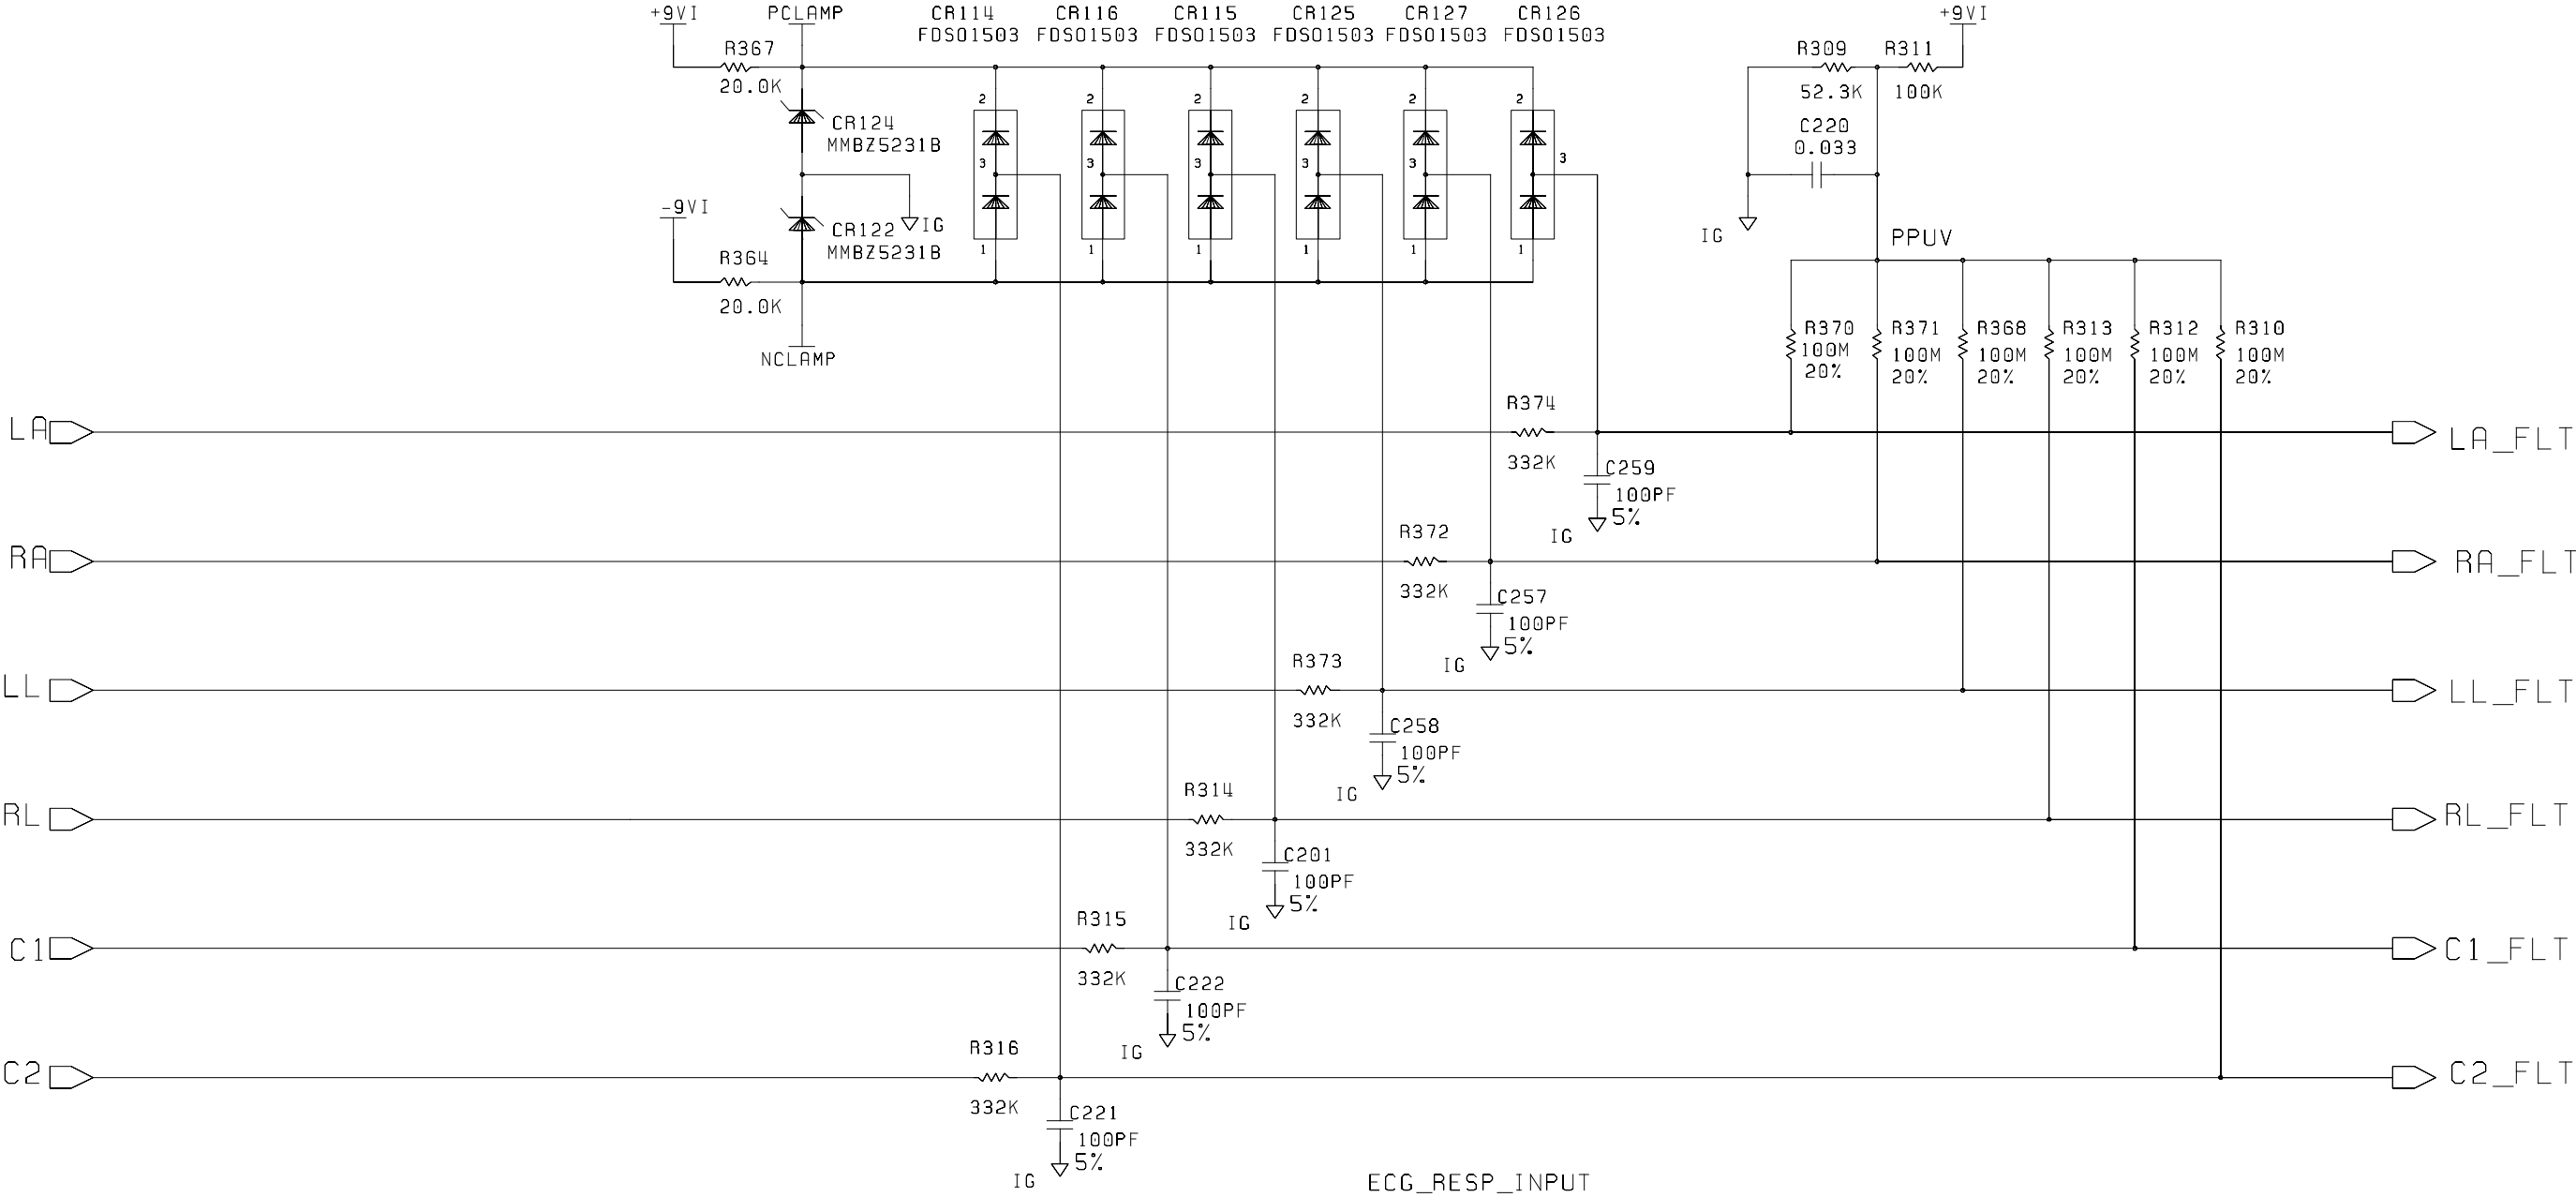 +9VI
PCLAMP
CR114
CR116
CR115
CR125
CR127
CR126
+9VI
FDSO1503
FDSO1503
FDSO1503
FDSO1503
FDSO1503
FDSO1503
R367
20.0K
R309
R311
52.3K
100K
2
2
2
2
2
2
CR124
MMBZ5231B
C220
0.033
3
3
3
3
3
3
-9VI
CR122
MMBZ5231B
IG
IG
1
1
1
1
1
1
PPUV
R364
20.0K
NCLAMP
R370
100M
20%
R371
100M
20%
R368
100M
20%
R313
100M
20%
R312
100M
20%
R310
100M
20%
LA
R374
332K
LA_FLT
C259
100PF
5%
IG
RA
R372
332K
RA_FLT
C257
100PF
5%
IG
LL
R373
332K
LL_FLT
C258
100PF
5%
IG
RL
R314
332K
RL_FLT
C201
100PF
5%
IG
C1
R315
332K
C1_FLT
C222
100PF
5%
IG
C2
R316
332K
C2_FLT
C221
100PF
5%
IG
ECG_RESP_INPUT